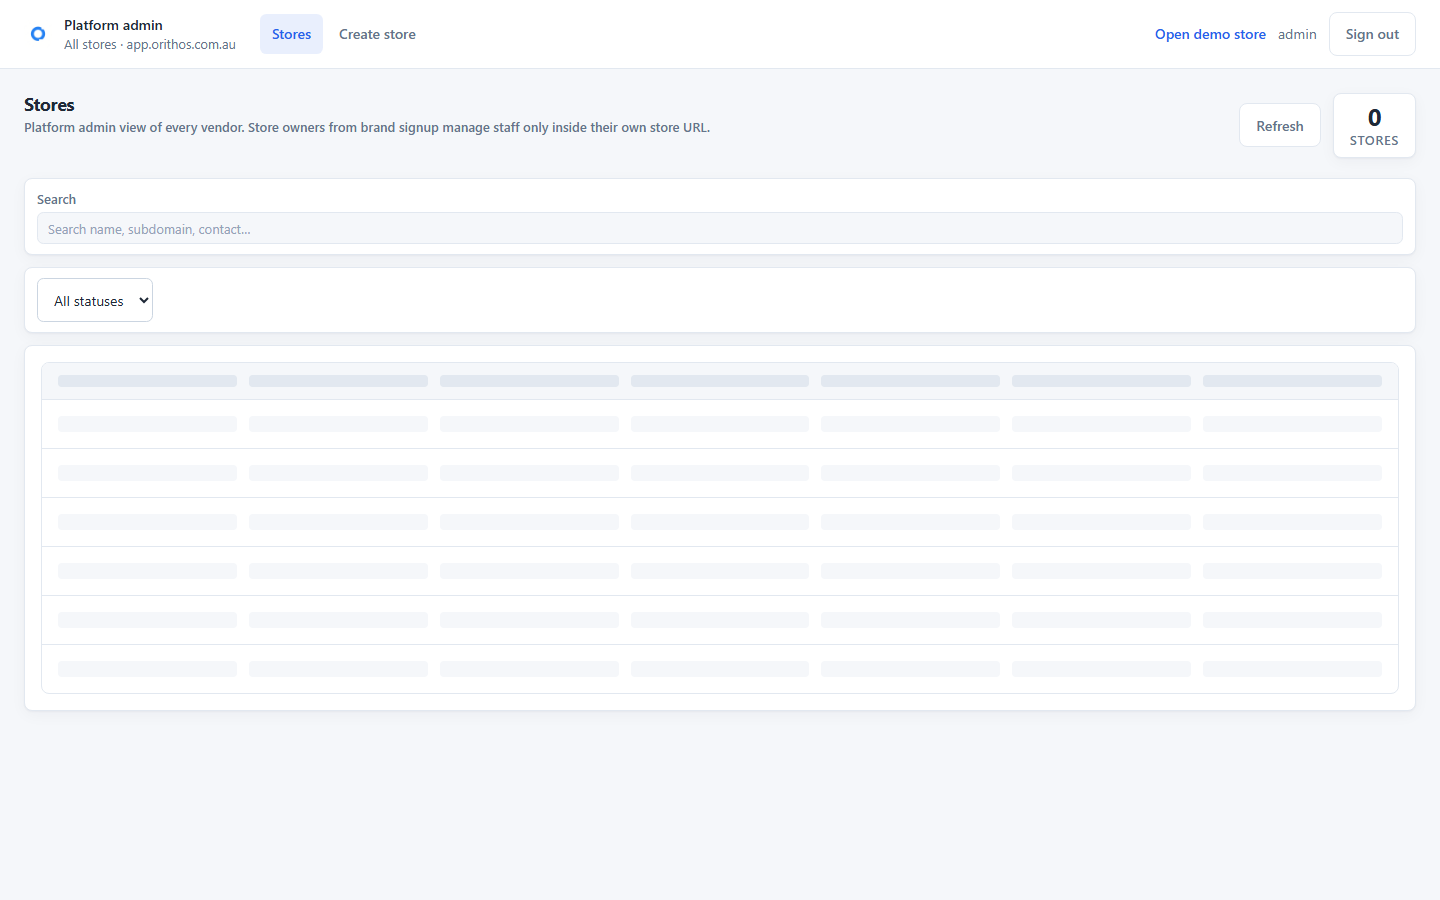 Platform admin
All stores · app.orithos.com.au
Stores
Create store
Open demo store
admin
Sign out
Stores
Platform admin view of every vendor. Store owners from brand signup manage staff only inside their own store URL.
Refresh
0
STORES
Search
Search name, subdomain, contact...
All statuses